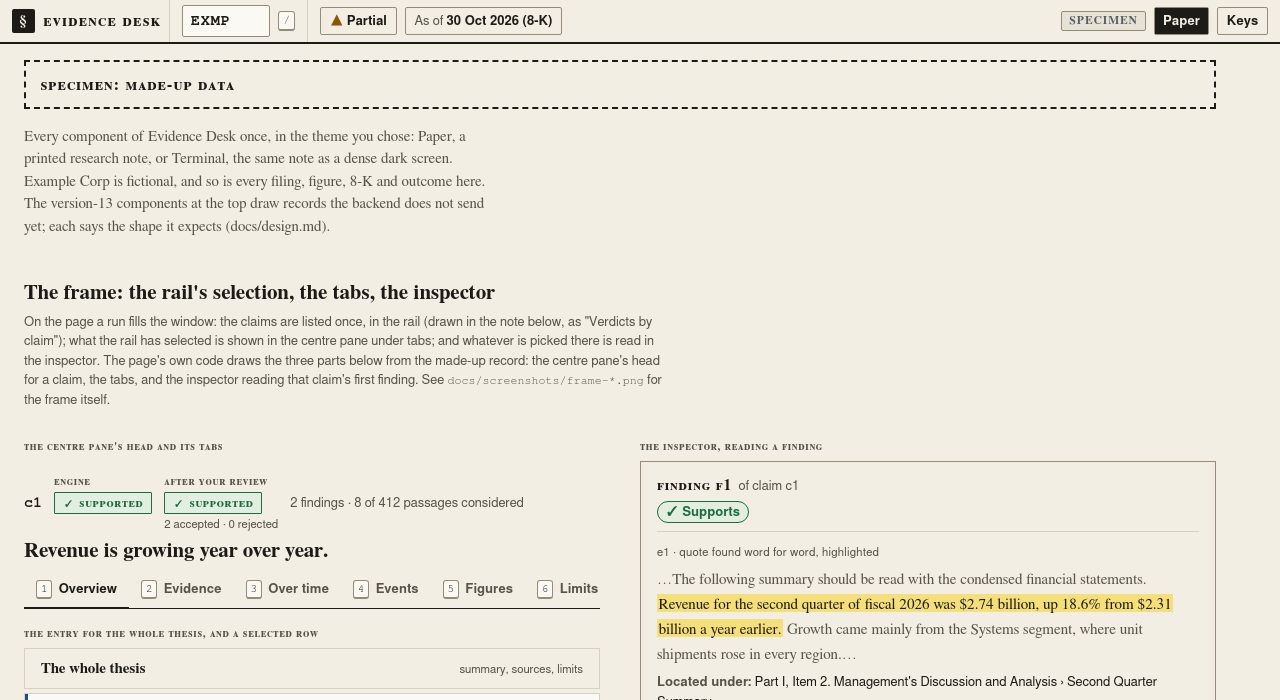 § EVIDENCE DESK EXMP / ▲ Partial As of 30 Oct 2026 (8-K) SPECIMEN Paper Keys
SPECIMEN: MADE-UP DATA
Every component of Evidence Desk once, in the theme you chose: Paper, a
printed research note, or Terminal, the same note as a dense dark screen.
Example Corp is fictional, and so is every filing, figure, 8-K and outcome here.
The version-13 components at the top draw records the backend does not send
yet; each says the shape it expects (docs/design.md).
The frame: the rail's selection, the tabs, the inspector
On the page a run fills the window: the claims are listed once, in the rail (drawn in the note below, as "Verdicts by
claim"); what the rail has selected is shown in the centre pane under tabs; and whatever is picked there is read in
the inspector. The page's own code draws the three parts below from the made-up record: the centre pane's head
for a claim, the tabs, and the inspector reading that claim's first finding. See docs/screenshots/frame-*.png for
the frame itself.
THE CENTRE PANE'S HEAD AND ITS TABS
ENGINE AFTER YOUR REVIEW
c1 ✓ SUPPORTED ✓ SUPPORTED 2 findings · 8 of 412 passages considered
2 accepted · 0 rejected
Revenue is growing year over year.
1 Overview 2 Evidence 3 Over time 4 Events 5 Figures 6 Limits
THE ENTRY FOR THE WHOLE THESIS, AND A SELECTED ROW
The whole thesis summary, sources, limits
THE INSPECTOR, READING A FINDING
FINDING F1 of claim c1
✓ Supports
e1 · quote found word for word, highlighted
…The following summary should be read with the condensed financial statements.
Revenue for the second quarter of fiscal 2026 was $2.74 billion, up 18.6% from $2.31
billion a year earlier. Growth came mainly from the Systems segment, where unit
shipments rose in every region.…
Located under: Part I, Item 2. Management's Discussion and Analysis › Second Quarter
Summary